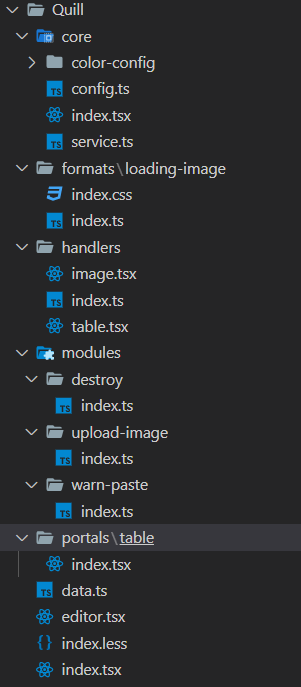 Quill
core
color-config
config.ts
index.tsx
service.ts
formats\loading-image
index.css
index.ts
handlers
image.tsx
index.ts
table.tsx
modules
destroy
index.ts
upload-image
index.ts
warn-paste
index.ts
portals\table
index.tsx
data.ts
editor.tsx
index.less
index.tsx